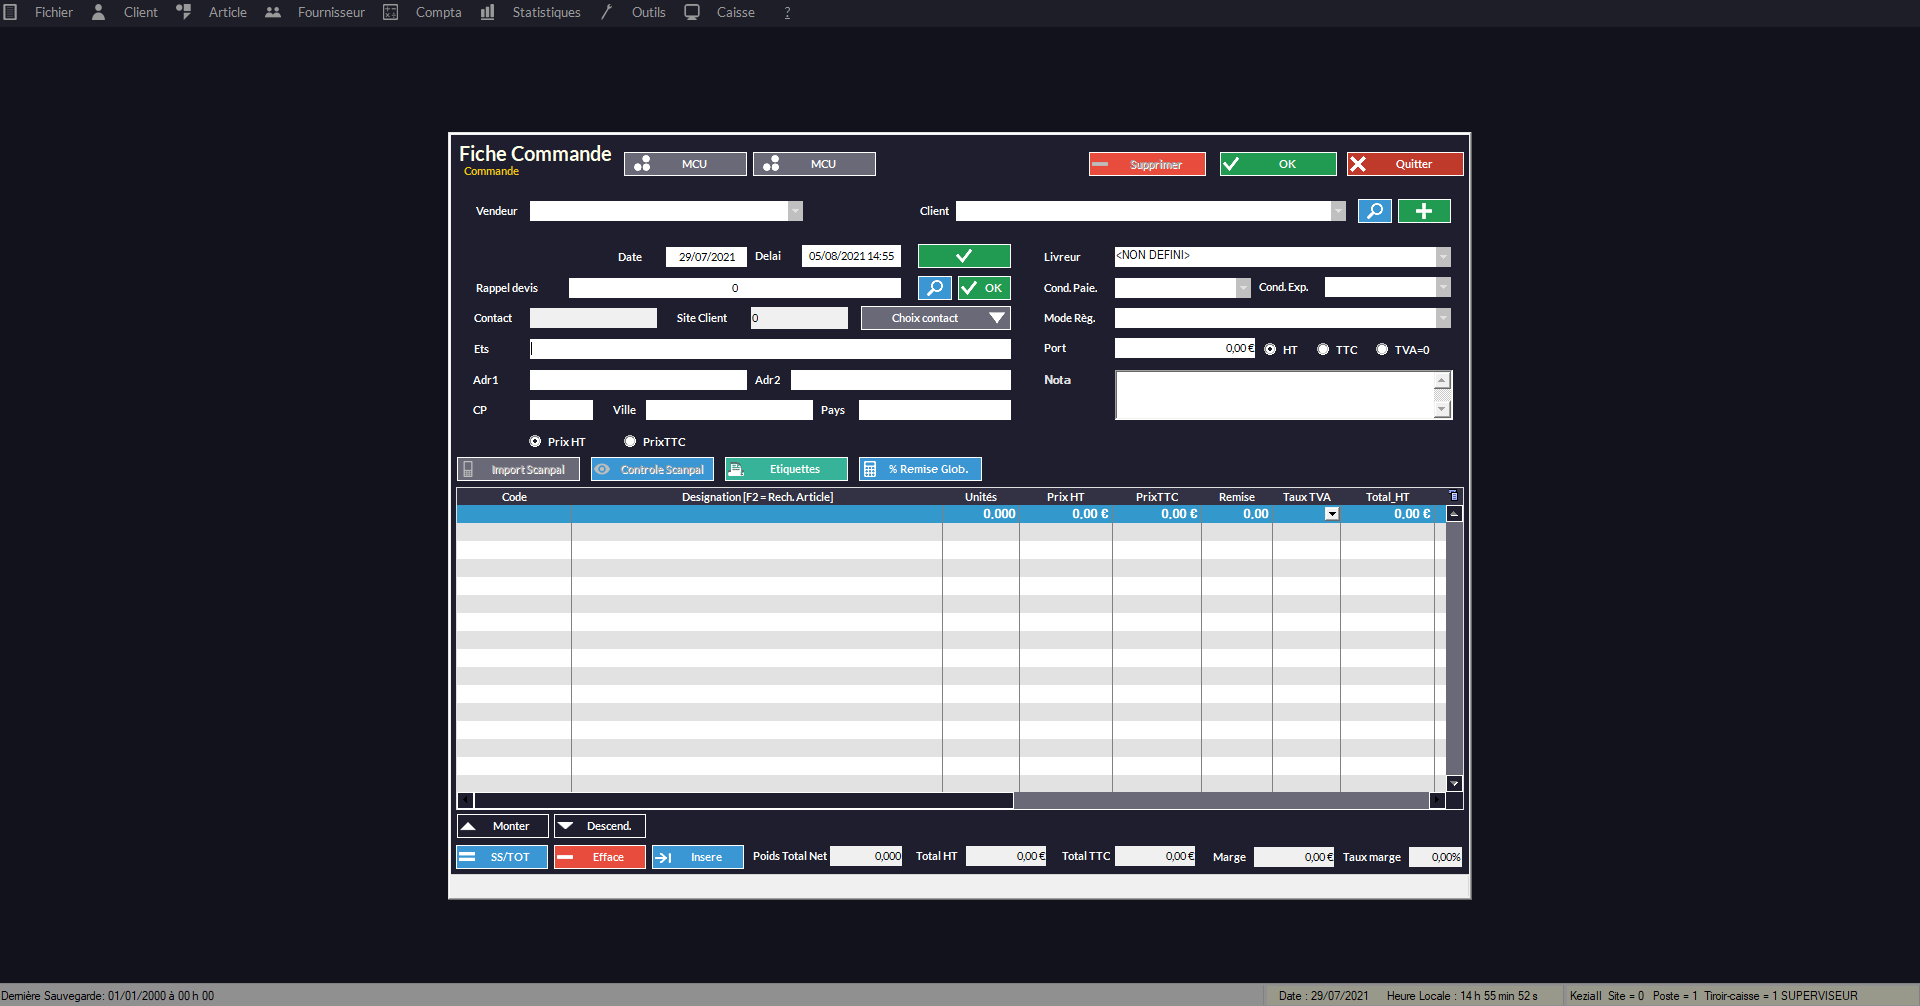 Fichier Client Article Fournisseur Compta Statistiques Outils Caisse ?
Fiche Commande
Commande
MCU MCU Supprimer OK Quitter
Vendeur Client
Date 29/07/2021 Delai 05/08/2021 14:55 Livreur <NON DEFINI>
Rappel devis 0 OK Cond. Paie. Cond. Exp.
Contact Site Client 0 Choix contact Mode Règ.
Ets Port 0,00 € HT TTC TVA=0
Adr1 Adr2 Nota
CP Ville Pays
Prix HT PrixTTC
Import Scanpal Controle Scanpal Etiquettes % Remise Glob.
Code Designation [F2 = Rech. Article] Unités Prix HT PrixTTC Remise Taux TVA Total_HT
0.000 0.00 € 0.00 € 0.00 0.00 €
Monter Descend.
SS/TOT Efface Insere Poids Total Net 0,000 Total HT 0,00 € Total TTC 0,00 € Marge 0,00 € Taux marge 0,00%
Dernière Sauvegarde: 01/01/2000 à 00 h 00 Date : 29/07/2021 Heure Locale : 14 h 55 min 52 s KeziaII Site = 0 Poste = 1 Tiroir-caisse = 1 SUPERVISEUR